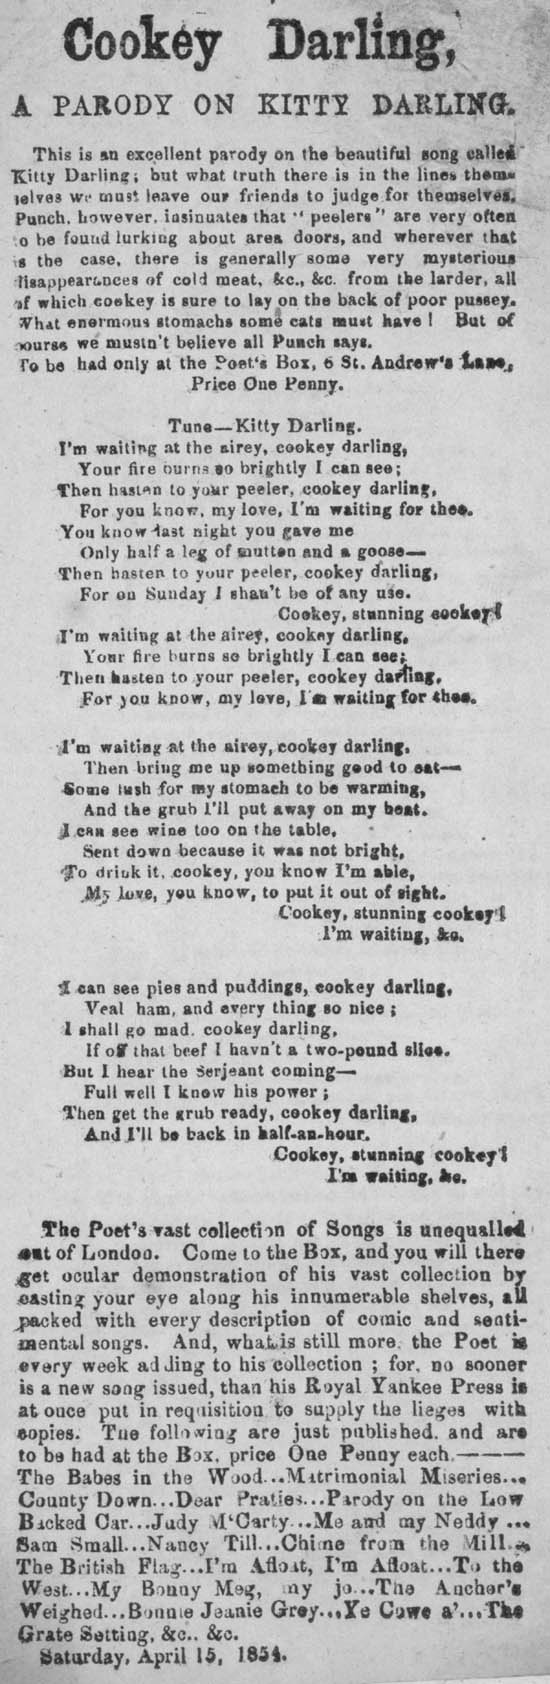 Cookey Darling,
A PARODY ON KITTY DARLING.
This is an excellent parody on the beautiful song called
Kitty Darling; but what truth there is in the lines them-
selves we must leave our friends to judge for themselves.
Punch, however, insinuates that "peelers" are very often
to be found lurking about area doors, and wherever that
is the case, there is generally some very mysterious
disappearances of cold meat, &c., &c. from the larder, all
of which cookey is sure to lay on the back of poor pussey.
What enormous stomachs some cats must have! But of
course we mustn't believe all Punch says.
To be had only at the Poet's Box, 6 St. Andrew's Lane,
Price One Penny.
Tune—Kitty Darling.
I'm waiting at the airey, cookey darling,
Your fire burns so brightly I can see;
Then hasten to your peeler, cookey darling,
For you know, my love, I'm waiting for thee.
You know last night you gave me
Only half a leg of mutton and a goose—
Then hasten to your peeler, cookey darling,
For on Sunday I shan't be of any use.
Cookey, stunning cookey!
I'm waiting at the airey, cookey darling,
Your fire burns so brightly I can see;
Then hasten to your peeler, cookey darling,
For you know, my love, I'm waiting for thee.
I'm waiting at the airey, cookey darling,
Then bring me up something good to eat—
Some lush for my stomach to be warming,
And the grub I'll put away on my beat.
I can see wine too on the table,
Sent down because it was not bright,
To drink it, cookey, you know I'm able,
My love, you know, to put it out of sight.
Cookey, stunning cookey!
I'm waiting, &c.
I can see pies and puddings, cookey darling,
Veal ham, and every thing so nice;
I shall go mad, cookey darling,
If off that beef I havn't a two-pound slice.
But I hear the Serjeant coming—
Full well I know his power;
Then get the grub ready, cookey darling,
And I'll be back in half-an-hour.
Cookey, stunning cookey!
I'm waiting, &c.
The Poet's vast collection of Songs is unequalled
out of London. Come to the Box, and you will there
get ocular demonstration of his vast collection by
casting your eye along his innumerable shelves, all
packed with every description of comic and senti-
mental songs. And, what is still more, the Poet is
every week adding to his collection; for, no sooner
is a new song issued, than his Royal Yankee Press is
at once put in requisition to supply the lieges with
copies. The following are just published, and are
to be had at the Box, price One Penny each.———
The Babes in the Wood...Matrimonial Miseries...
County Down...Dear Praties...Parody on the Low
Backed Car...Judy M'Carty...Me and my Neddy ...
Sam Small...Nancy Till...Chime from the Mill...
The British Flag...I'm Afloat, I'm Afloat...To the
West...My Bonny Meg, my jo...The Anchor's
Weighed...Bonnie Jeanie Grey...Ye Cowe a'...The
Grate Setting, &c., &c.
Saturday, April 15, 1854.